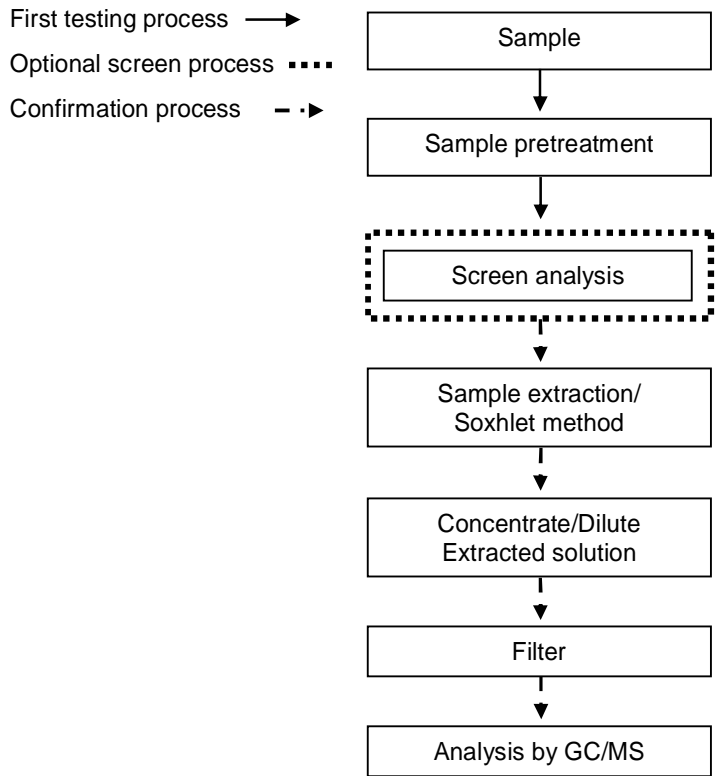 First testing process
Optional screen process
Confirmation process
Sample
Sample pretreatment
Screen analysis
Sample extraction/
Soxhlet method
Concentrate/Dilute
Extracted solution
Filter
Analysis by GC/MS